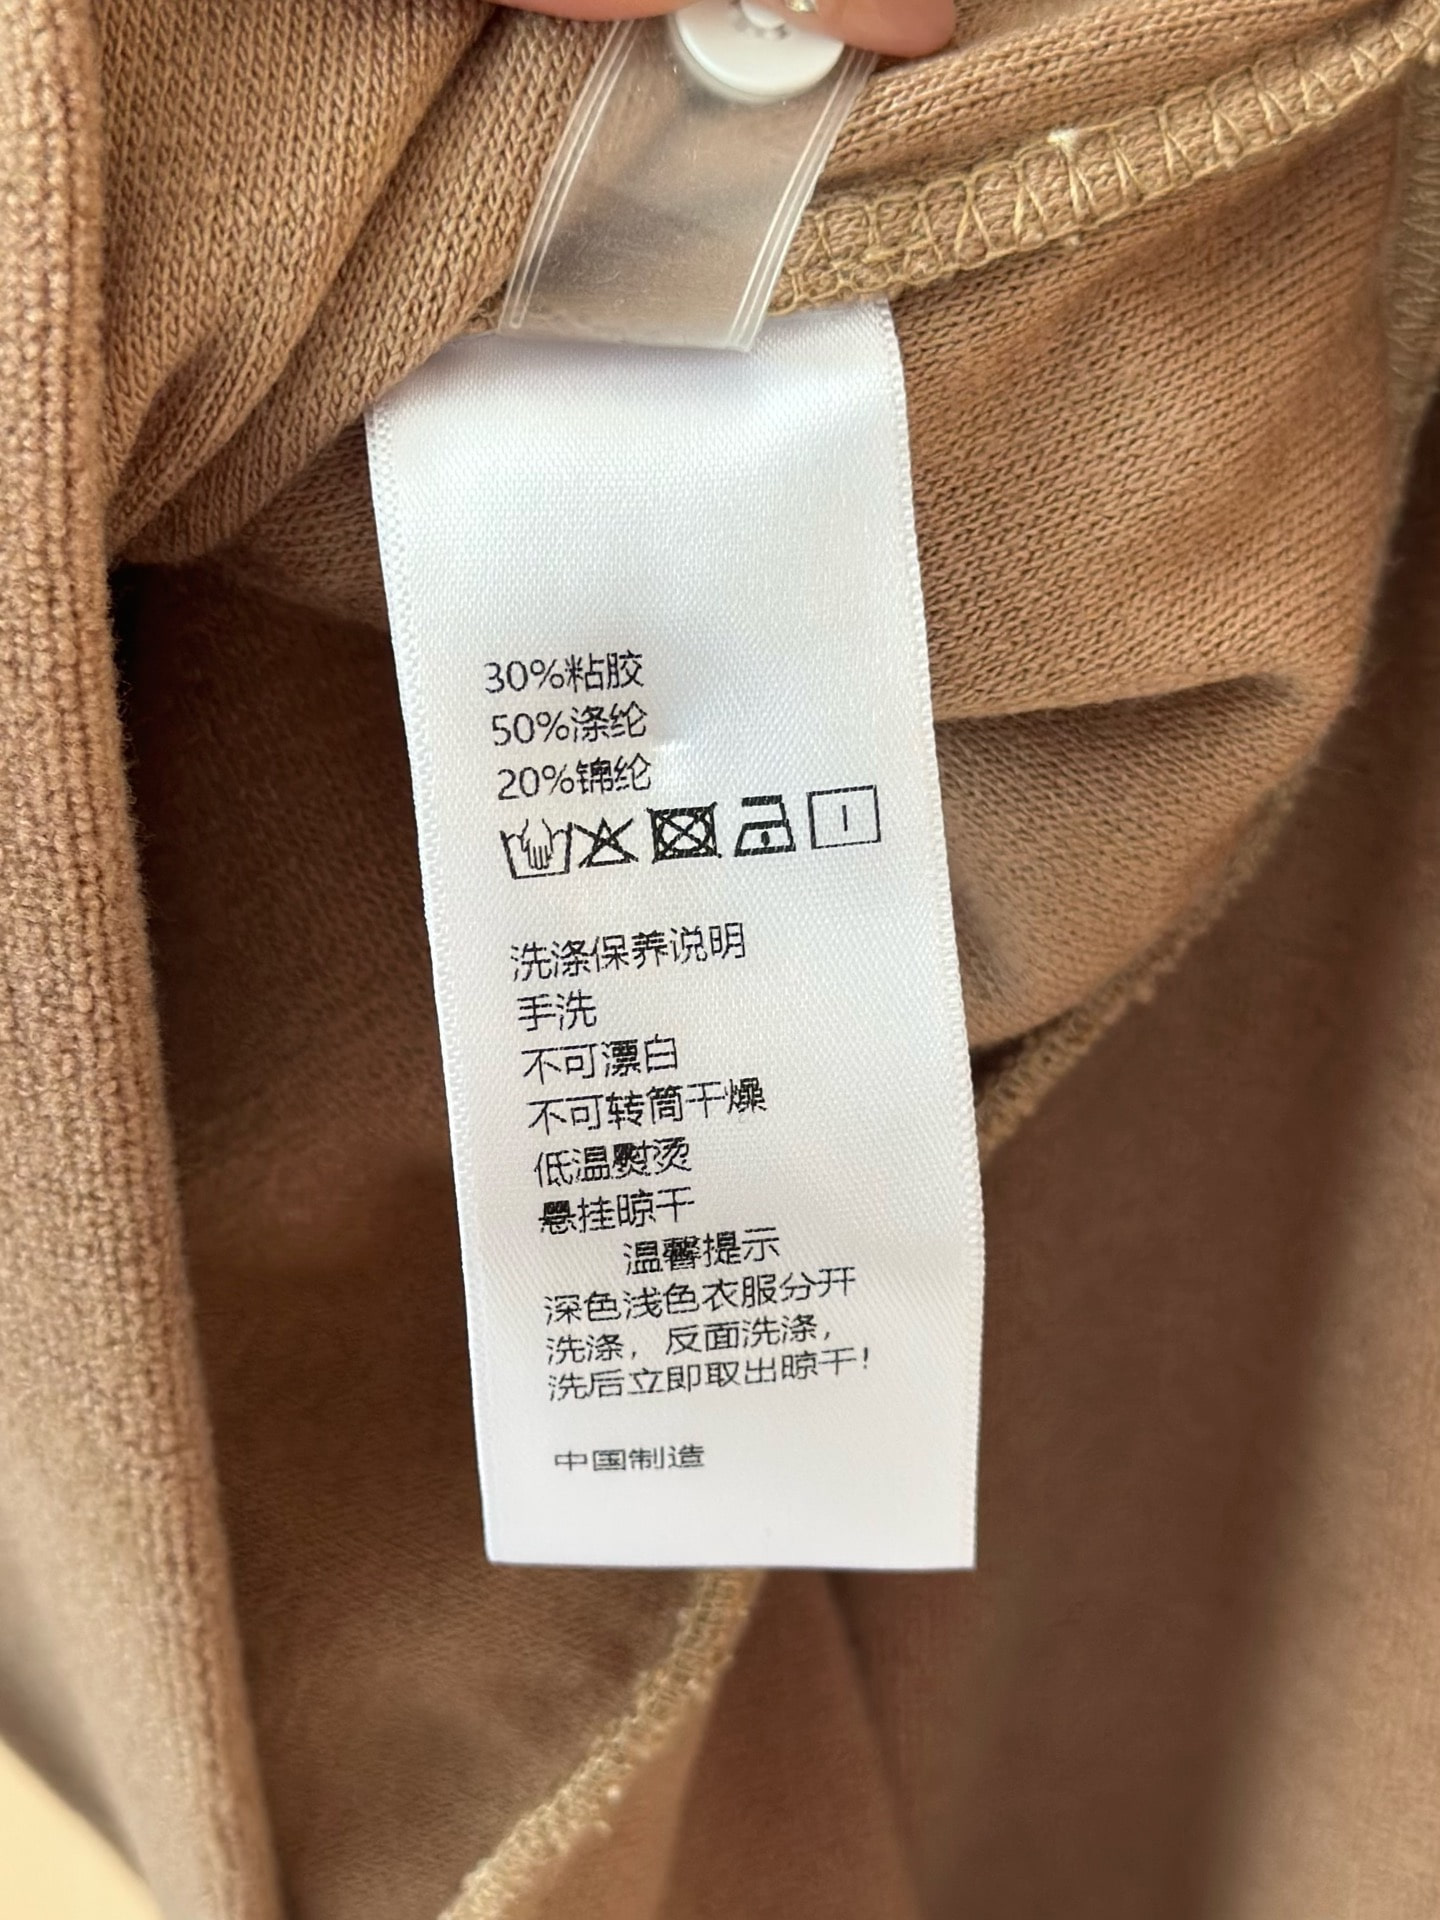 30%粘胶
50%涤纶
20%锦纶
洗涤保养说明
手洗
不可漂白
不可转筒干燥
低温熨烫
悬挂晾干
温馨提示
深色浅色衣服分开
洗涤，反面洗涤，
洗后立即取出晾干！
中国制造